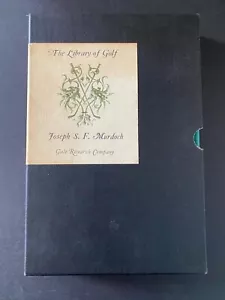 The Library of Golf
Joseph S. F. Murdoch
Gale Research Company